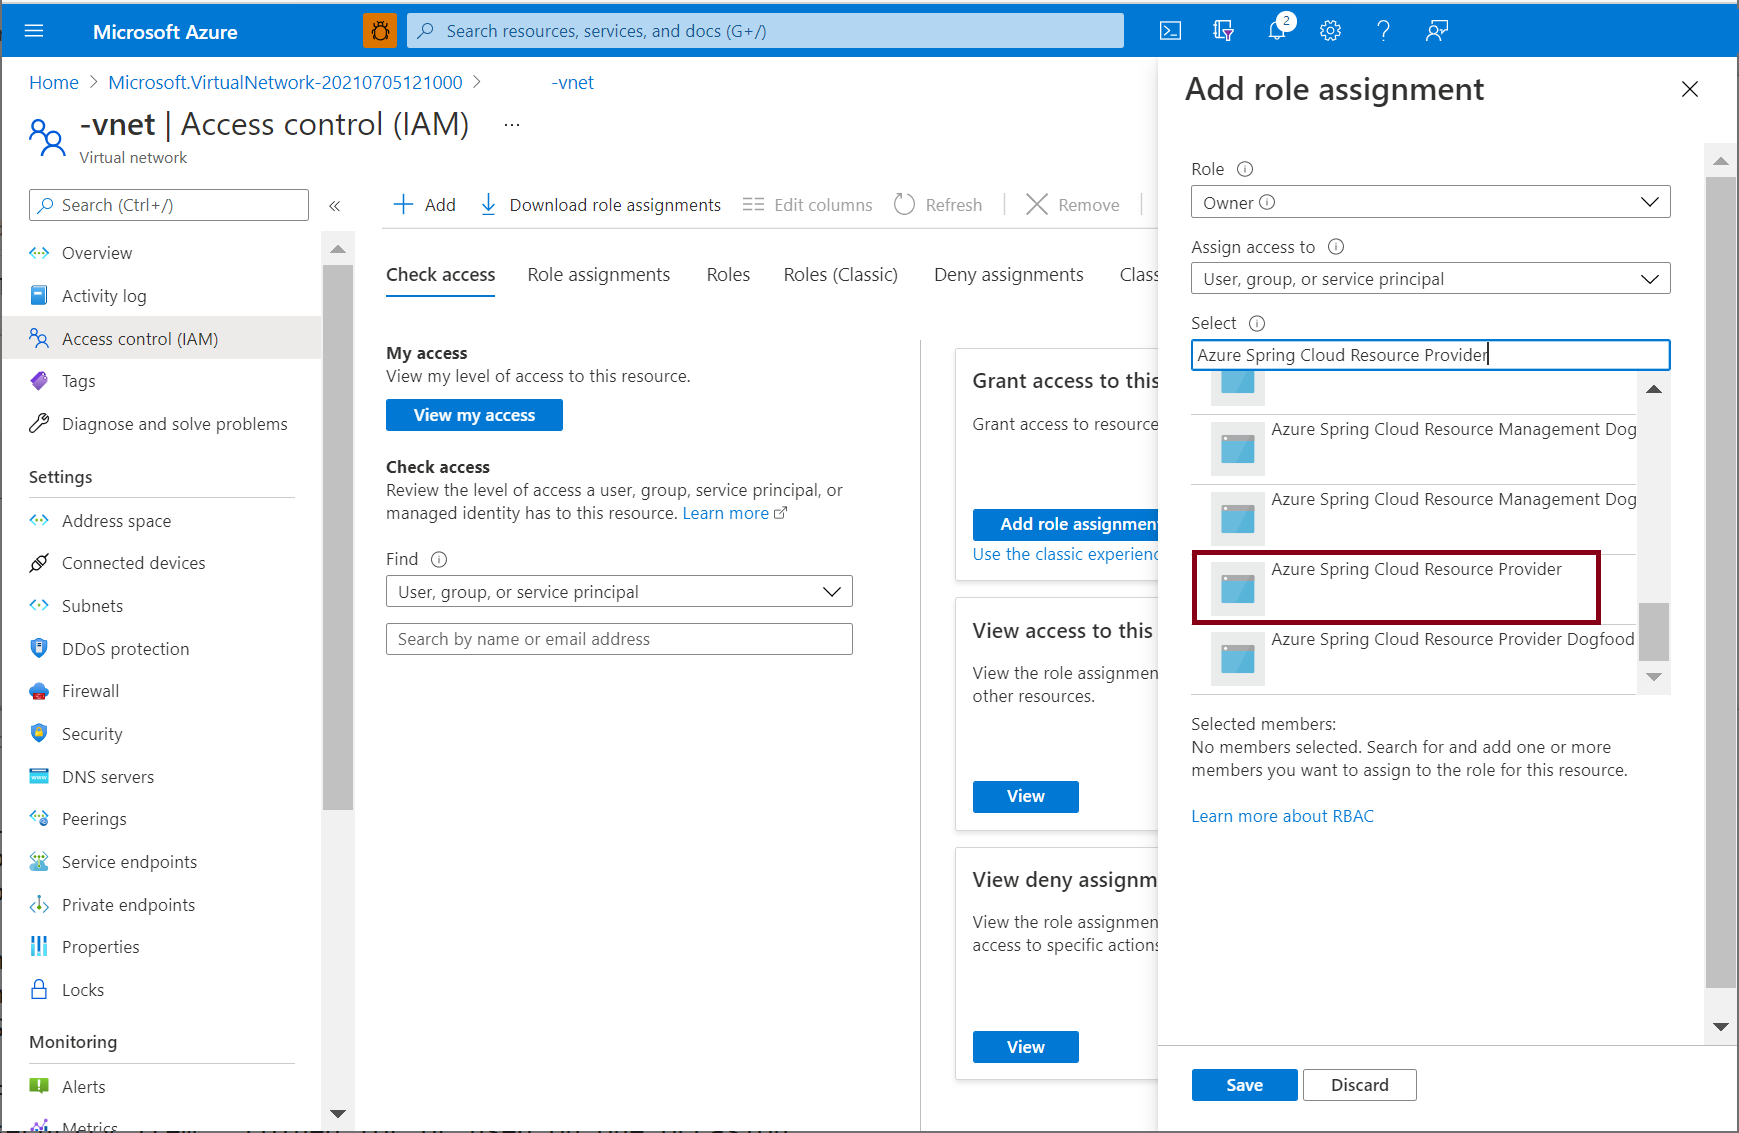 Microsoft Azure
Search resources, services, and docs (G+/)
2
Home > Microsoft.VirtualNetwork-20210705121000 > -vnet
-vnet | Access control (IAM) ...
Virtual network
Search (Ctrl+/)
«
Overview
Activity log
Access control (IAM)
Tags
Diagnose and solve problems
Settings
Address space
Connected devices
Subnets
DDoS protection
Firewall
Security
DNS servers
Peerings
Service endpoints
Private endpoints
Properties
Locks
Monitoring
Alerts
Metrics
Add
Download role assignments
Edit columns
Refresh
Remove
Check access
Role assignments
Roles
Roles (Classic)
Deny assignments
Class
My access
View my level of access to this resource.
View my access
Check access
Review the level of access a user, group, service principal, or
managed identity has to this resource. Learn more
Find
User, group, or service principal
Search by name or email address
Grant access to this
Grant access to resource
Add role assignment
Use the classic experienc
View access to this
View the role assignmen
other resources.
View
View deny assignm
View the role assignmen
access to specific actions
View
Add role assignment
Role
Owner
Assign access to
User, group, or service principal
Select
Azure Spring Cloud Resource Provider
Azure Spring Cloud Resource Management Dog
Azure Spring Cloud Resource Management Dog
Azure Spring Cloud Resource Provider
Azure Spring Cloud Resource Provider Dogfood
Selected members:
No members selected. Search for and add one or more
members you want to assign to the role for this resource.
Learn more about RBAC
Save
Discard